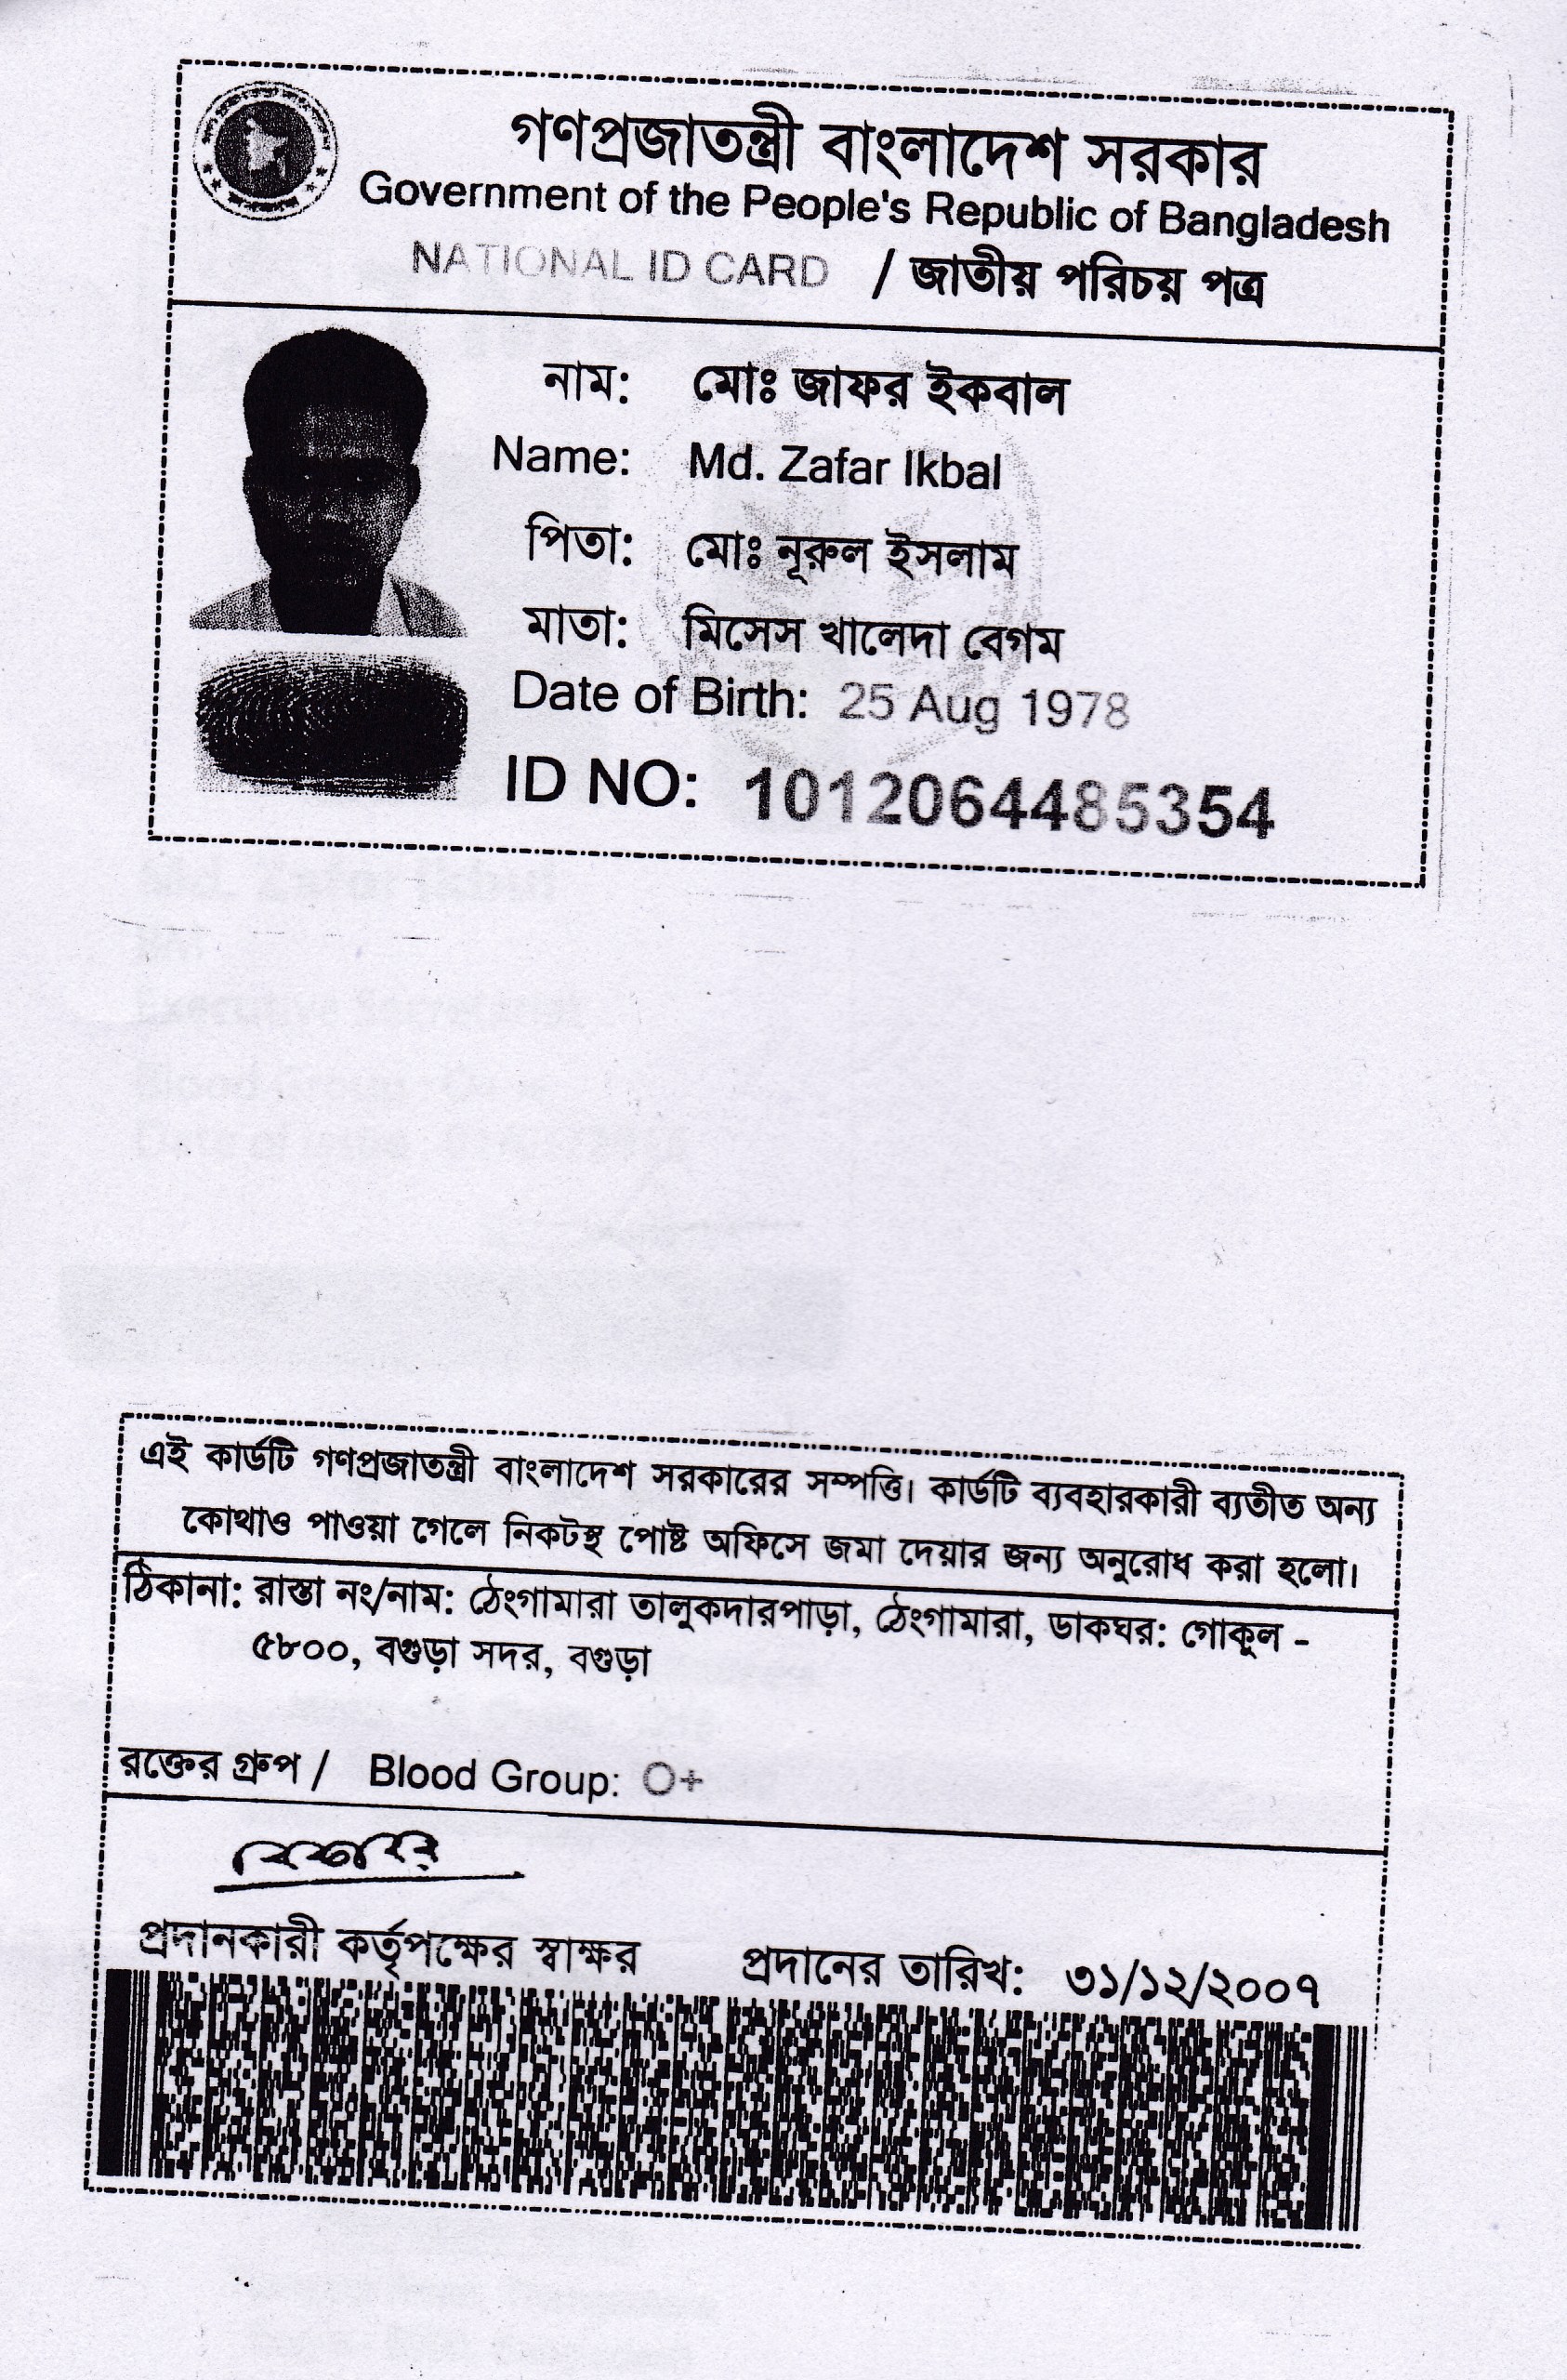 গণপ্রজাতন্ত্রী বাংলাদেশ সরকার
Government of the People's Republic of Bangladesh
NATIONAL ID CARD / জাতীয় পরিচয় পত্র
নাম: মোঃ জাফর ইকবাল
Name: Md. Zafar Ikbal
পিতা: মোঃ নূরুল ইসলাম
মাতা: মিসেস খালেদা বেগম
Date of Birth: 25 Aug 1978
ID NO: 1012064485354
এই কার্ডটি গণপ্রজাতন্ত্রী বাংলাদেশ সরকারের সম্পত্তি। কার্ডটি ব্যবহারকারী ব্যতীত অন্য
কোথাও পাওয়া গেলে নিকটস্থ পোষ্ট অফিসে জমা দেয়ার জন্য অনুরোধ করা হলো।
ঠিকানা: রাস্তা নং/নাম: ঠেংগামারা তালুকদারপাড়া, ঠেংগামারা, ডাকঘর: গোকুল -
৫৮০০, বগুড়া সদর, বগুড়া
রক্তের গ্রুপ / Blood Group: O+
প্রদানকারী কর্তৃপক্ষের স্বাক্ষর প্রদানের তারিখ: ৩১/১২/২০০৭